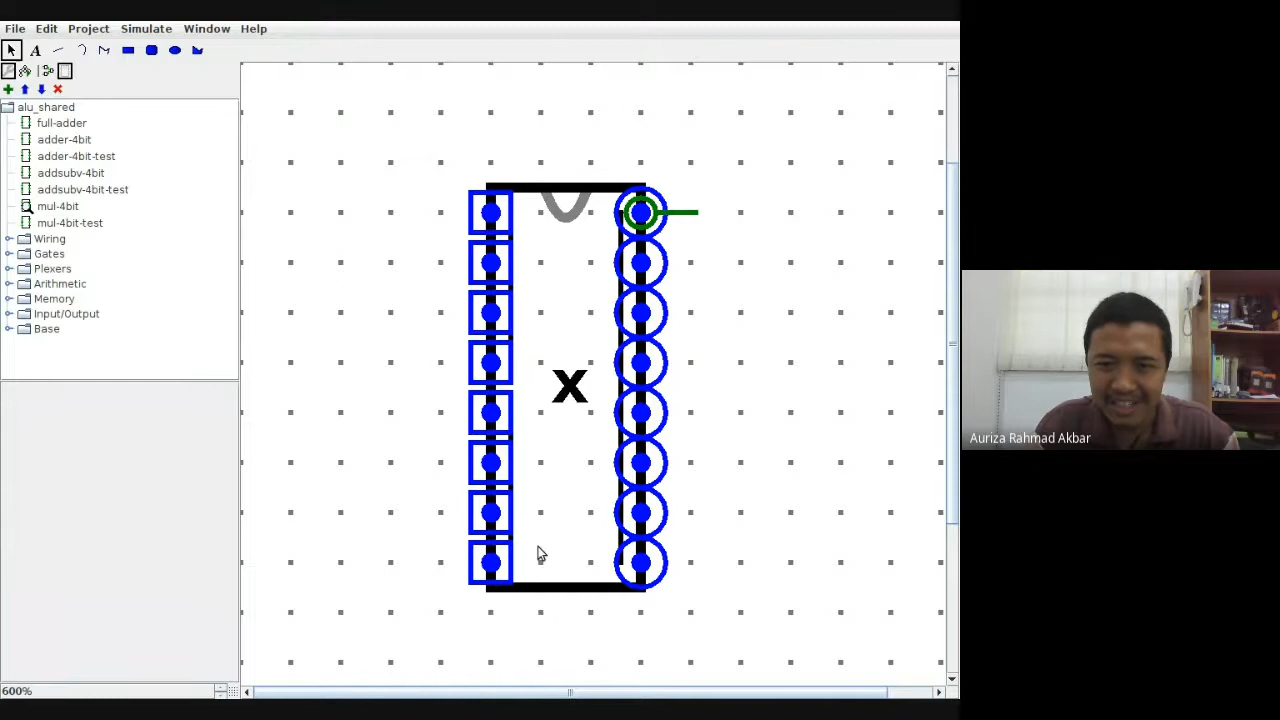 File Edit Project Simulate Window Help
A
alu_shared
full-adder
adder-4bit
adder-4bit-test
addsubv-4bit
addsubv-4bit-test
mul-4bit
mul-4bit-test
Wiring
Gates
Plexers
Arithmetic
Memory
Input/Output
Base
600%
x
Auriza Rahmad Akbar